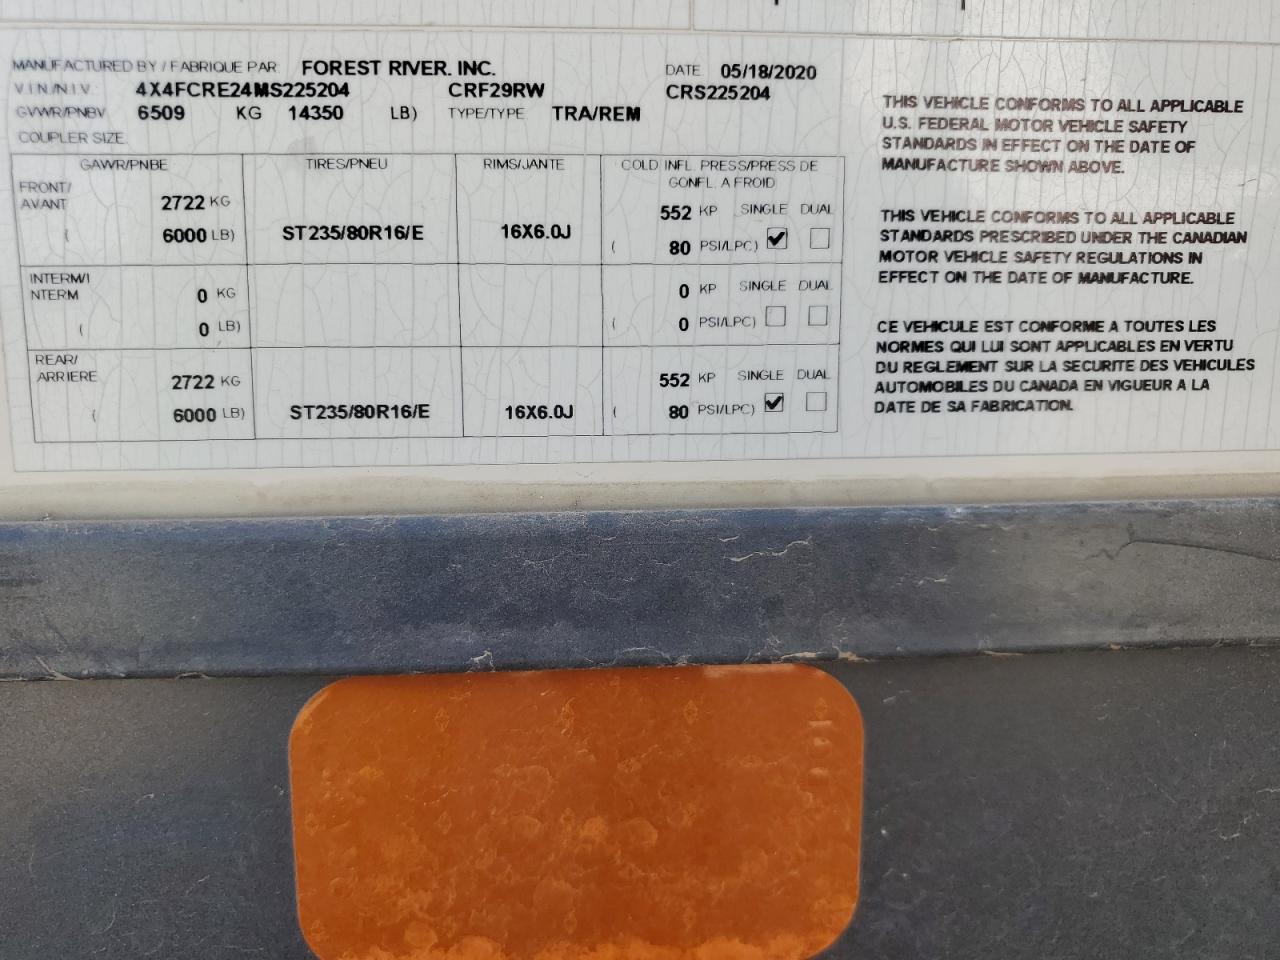 MANUFACTURED BY / FABRIQUE PAR FOREST RIVER. INC. DATE 05/18/2020
V I N./N I V. 4X4FCRE24MS225204 CRF29RW CRS225204
GVWR/PNBV 6509 KG 14350 LB) TYPE/TYPE TRA/REM
COUPLER SIZE
GAWR/PNBE TIRES/PNEU RIMS/JANTE COLD INFL. PRESS/PRESS DE
GONFL. A FROID
FRONT/
AVANT 2722 KG 552 KP SINGLE DUAL
( 6000 LB) ST235/80R16/E 16X6.0J ( 80 PSI/LPC)
INTERM/I
NTERM 0 KG 0 KP SINGLE DUAL
( 0 LB) ( 0 PSI/LPC)
REAR/
ARRIERE 2722 KG 552 KP SINGLE DUAL
( 6000 LB) ST235/80R16/E 16X6.0J ( 80 PSI/LPC)
THIS VEHICLE CONFORMS TO ALL APPLICABLE
U.S. FEDERAL MOTOR VEHICLE SAFETY
STANDARDS IN EFFECT ON THE DATE OF
MANUFACTURE SHOWN ABOVE.
THIS VEHICLE CONFORMS TO ALL APPLICABLE
STANDARDS PRESCRIBED UNDER THE CANADIAN
MOTOR VEHICLE SAFETY REGULATIONS IN
EFFECT ON THE DATE OF MANUFACTURE.
CE VEHICULE EST CONFORME A TOUTES LES
NORMES QUI LUI SONT APPLICABLES EN VERTU
DU REGLEMENT SUR LA SECURITE DES VEHICULES
AUTOMOBILES DU CANADA EN VIGUEUR A LA
DATE DE SA FABRICATION.